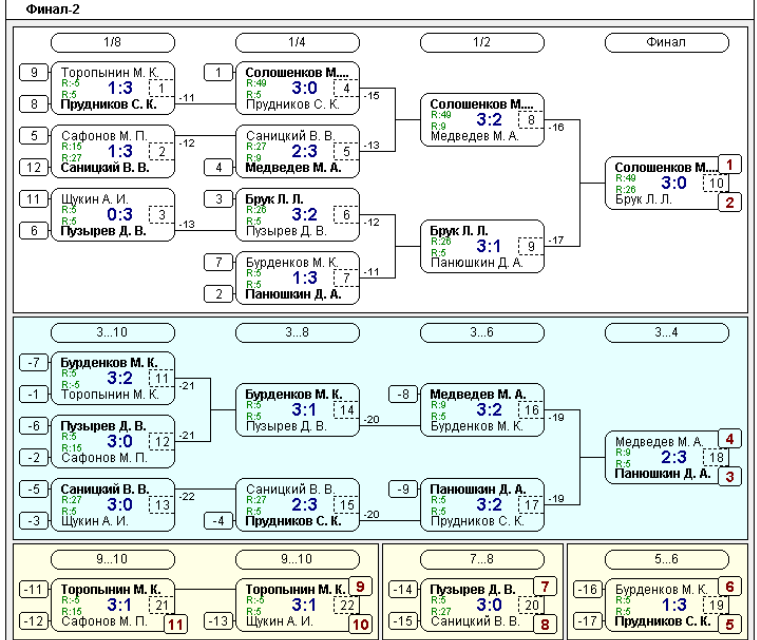 Финал-2
1/8 1/4 1/2 Финал
9 Торопынин М. К. R:-5 1:3 1 R:5 8 Прудников С. К. -11
1 Солошенков М.... R:49 3:0 4 R:5 Прудников С. К. -15
5 Сафонов М. П. R:15 1:3 2 R:27 12 Саницкий В. В. -12
Саницкий В. В. R:27 2:3 5 R:9 4 Медведев М. А. -13
Солошенков М.... R:49 3:2 8 R:9 Медведев М. А. -16
11 Щукин А. И. R:5 0:3 3 R:5 6 Пузырев Д. В. -13
3 Брук Л. Л. R:26 3:2 6 R:5 Пузырев Д. В. -12
7 Бурденков М. К. R:5 1:3 7 R:5 2 Панюшкин Д. А. -11
Брук Л. Л. R:26 3:1 9 R:5 Панюшкин Д. А. -17
Солошенков М.... 1 R:49 3:0 10 R:26 Брук Л. Л. 2
3...10 3...8 3...6 3...4
-7 Бурденков М. К. R:5 3:2 11 R:-5 -1 Торопынин М. К. -21
-6 Пузырев Д. В. R:5 3:0 12 R:15 -2 Сафонов М. П. -21
Бурденков М. К. R:5 3:1 14 R:5 Пузырев Д. В. -20
-8 Медведев М. А. R:9 3:2 16 R:5 Бурденков М. К. -19
-5 Саницкий В. В. R:27 3:0 13 R:5 -3 Щукин А. И. -22
Саницкий В. В. R:27 2:3 15 R:5 -4 Прудников С. К. -20
-9 Панюшкин Д. А. R:5 3:2 17 R:5 Прудников С. К. -19
Медведев М. А. 4 R:9 2:3 18 R:5 Панюшкин Д. А. 3
9...10 9...10 7...8 5...6
-11 Торопынин М. К. R:-5 3:1 21 R:15 -12 Сафонов М. П. 11
Торопынин М. К. 9 R:-5 3:1 22 R:5 -13 Щукин А. И. 10
-14 Пузырев Д. В. 7 R:5 3:0 20 R:27 -15 Саницкий В. В. 8
-16 Бурденков М. К. 6 R:5 1:3 19 R:5 -17 Прудников С. К. 5